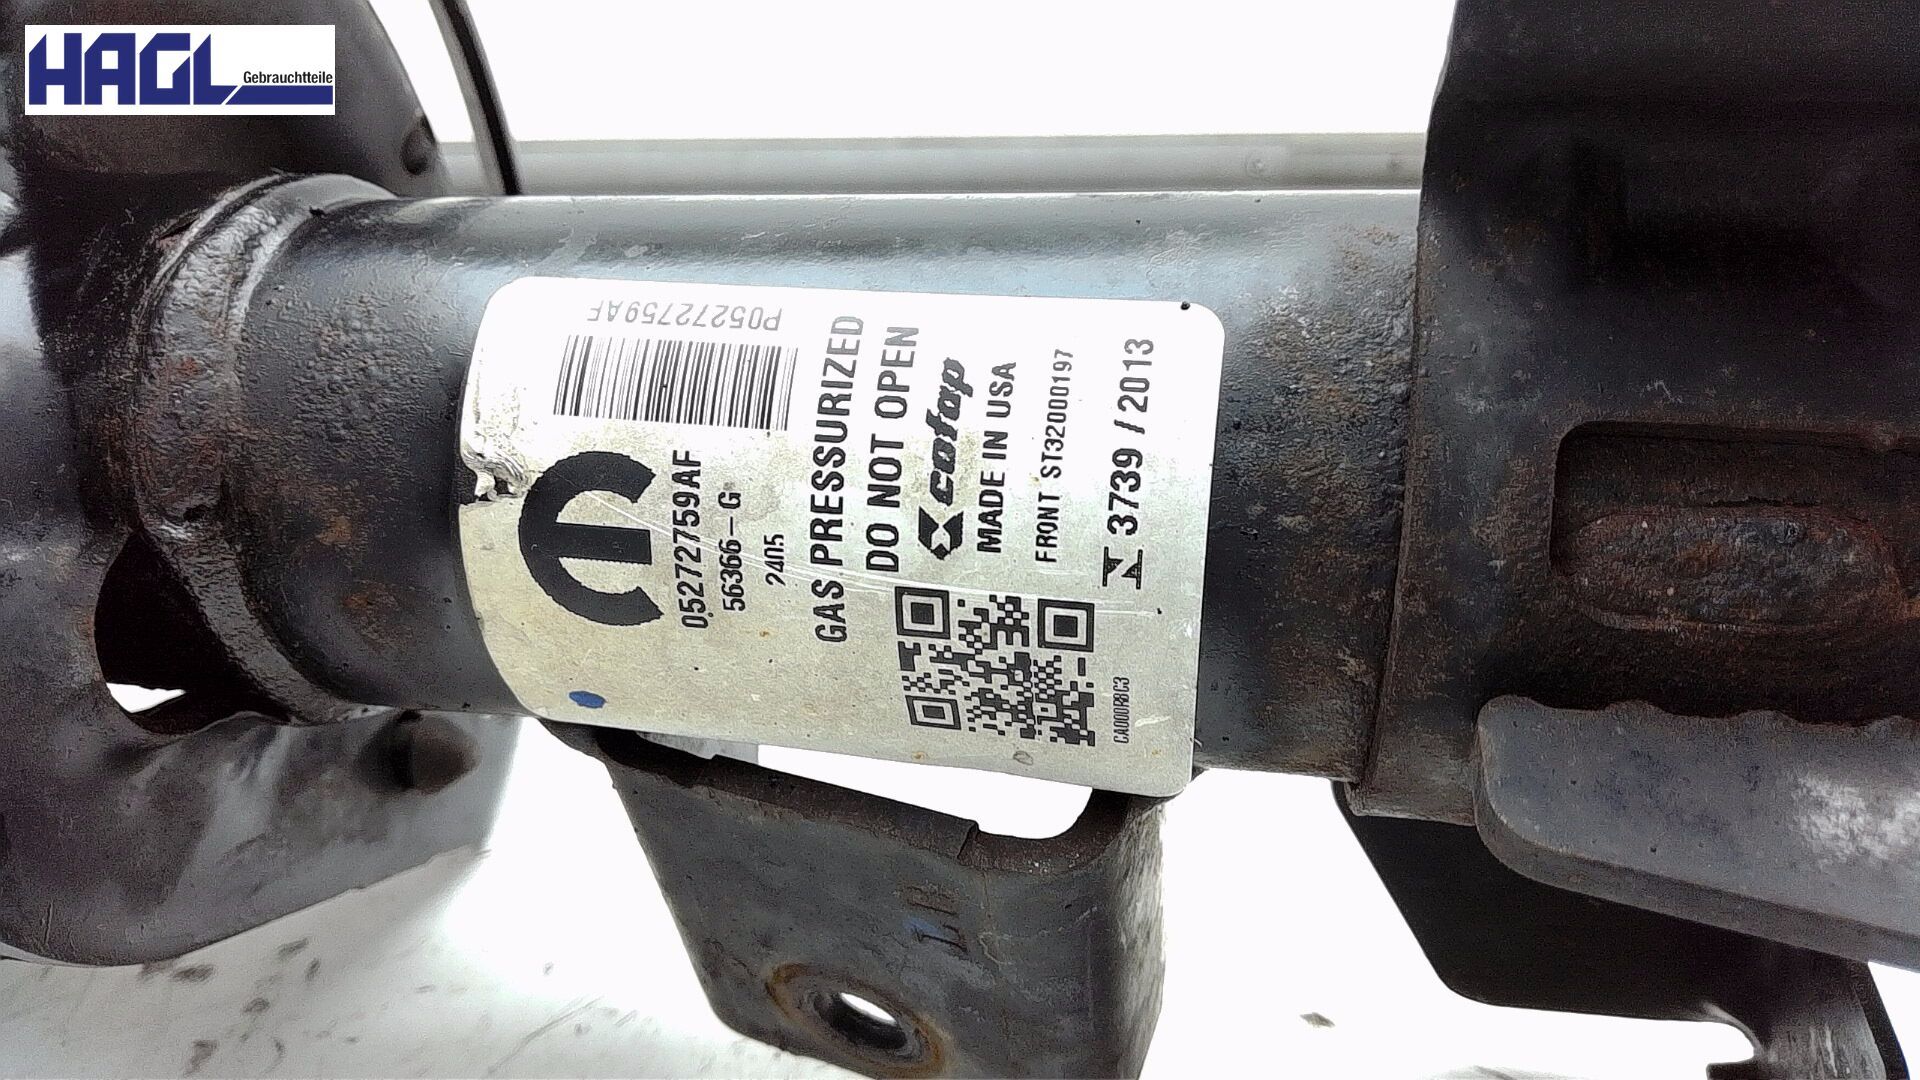 HAGL
Gebrauchtteile
P05272759AF
05272759AF
56366-G
2405
GAS PRESSURIZED
DO NOT OPEN
cofap
MADE IN USA
FRONT ST32000197
N 3739 / 2013